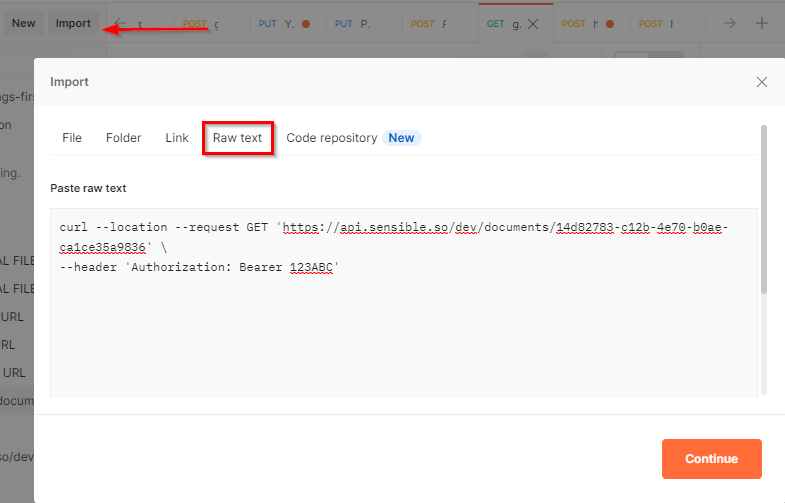 New Import POST PUT Y. PUT P. POST GET g. POST POST
Import
ngs-firs
on
File Folder Link Raw text Code repository New
ing.
Paste raw text
curl --location --request GET 'https://api.sensible.so/dev/documents/14d82783-c12b-4e70-b0ae-
ca1ce35a9836' \
AL FILE
--header 'Authorization: Bearer 123ABC'
AL FILE
URL
RL
URL
docum
so/dev
Continue